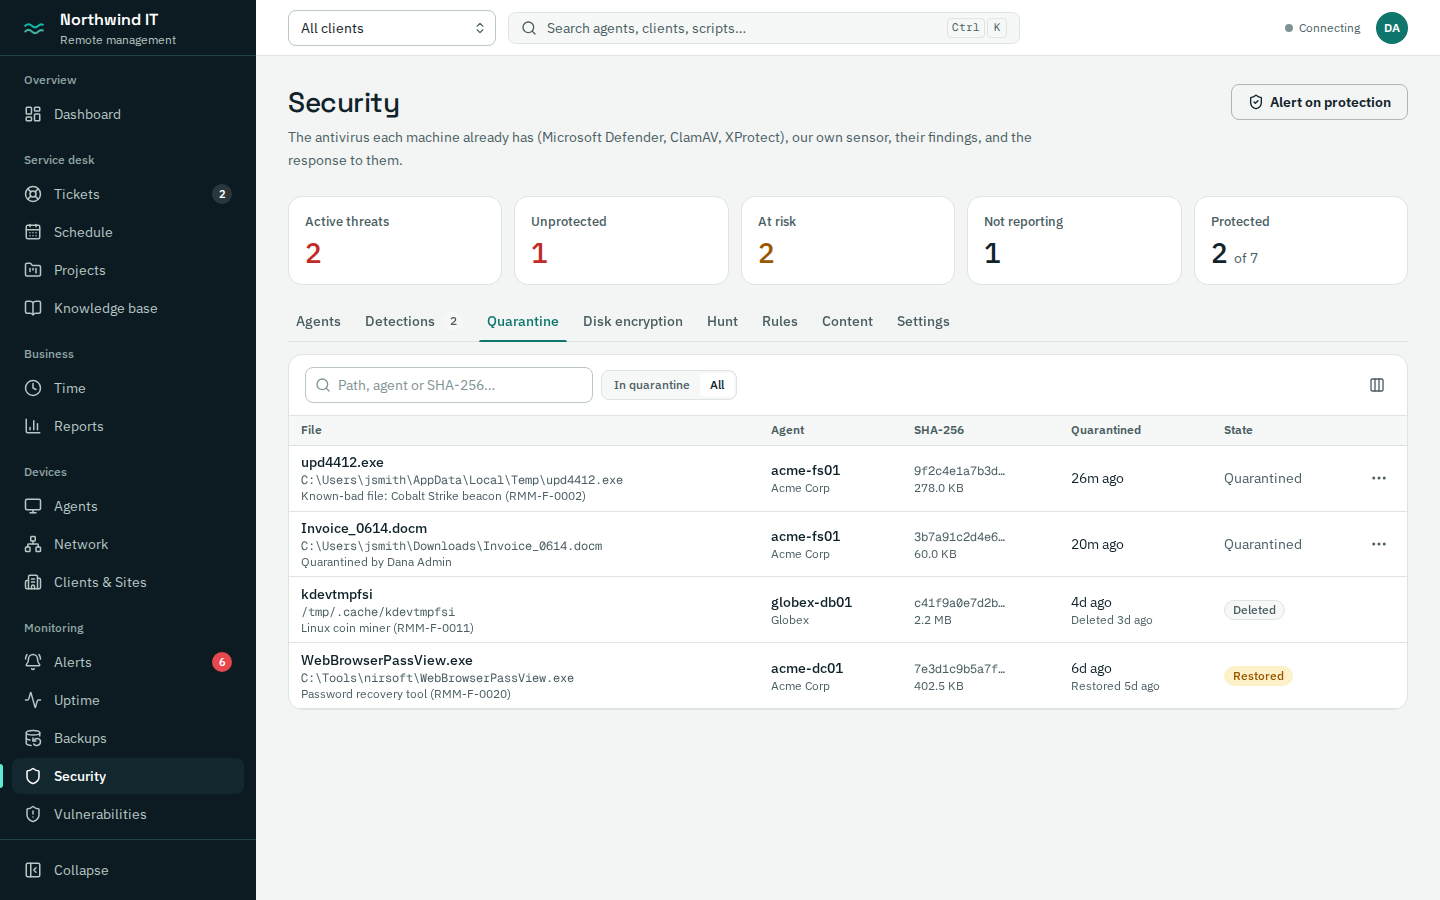 Northwind IT
Remote management
All clients
Search agents, clients, scripts...
Ctrl K
Connecting
DA
Overview
Dashboard
Service desk
Tickets 2
Schedule
Projects
Knowledge base
Business
Time
Reports
Devices
Agents
Network
Clients & Sites
Monitoring
Alerts 6
Uptime
Backups
Security
Vulnerabilities
Collapse
Security
Alert on protection
The antivirus each machine already has (Microsoft Defender, ClamAV, XProtect), our own sensor, their findings, and the
response to them.
Active threats
2
Unprotected
1
At risk
2
Not reporting
1
Protected
2 of 7
Agents Detections 2 Quarantine Disk encryption Hunt Rules Content Settings
Path, agent or SHA-256...
In quarantine All
File Agent SHA-256 Quarantined State
upd4412.exe
C:\Users\jsmith\AppData\Local\Temp\upd4412.exe
Known-bad file: Cobalt Strike beacon (RMM-F-0002)
acme-fs01
Acme Corp
9f2c4e1a7b3d…
278.0 KB
26m ago
Quarantined
Invoice_0614.docm
C:\Users\jsmith\Downloads\Invoice_0614.docm
Quarantined by Dana Admin
acme-fs01
Acme Corp
3b7a91c2d4e6…
60.0 KB
20m ago
Quarantined
kdevtmpfsi
/tmp/.cache/kdevtmpfsi
Linux coin miner (RMM-F-0011)
globex-db01
Globex
c41f9a0e7d2b…
2.2 MB
4d ago
Deleted 3d ago
Deleted
WebBrowserPassView.exe
C:\Tools\nirsoft\WebBrowserPassView.exe
Password recovery tool (RMM-F-0020)
acme-dc01
Acme Corp
7e3d1c9b5a7f…
402.5 KB
6d ago
Restored 5d ago
Restored